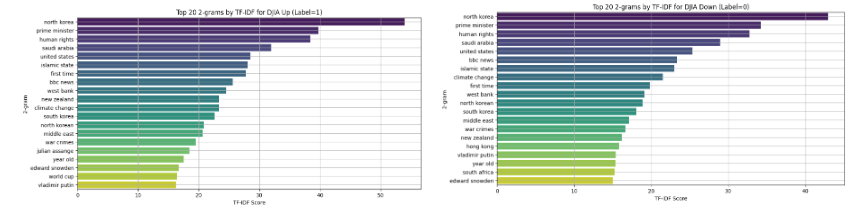 Top 20 2-grams by TF-IDF for DJIA Up (Label=1)
north korea
prime minister
human rights
saudi arabia
united states
islamic state
first time
bbc news
west bank
new zealand
climate change
south korea
north korean
middle east
war crimes
julian assange
year old
edward snowden
world cup
vladimir putin
2-gram
0 10 20 30 40 50
TF-IDF Score
Top 20 2-grams by TF-IDF for DJIA Down (Label=0)
north korea
prime minister
human rights
saudi arabia
united states
bbc news
islamic state
climate change
first time
west bank
north korean
south korea
middle east
war crimes
new zealand
hong kong
vladimir putin
year old
south africa
edward snowden
2-gram
0 10 20 30 40
TF-IDF Score